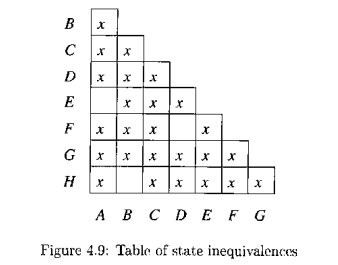 B x
C x x
D x x x
E x x x
F x x x x
G x x x x x x
H x x x x x x
A B C D E F G
Figure 4.9: Table of state inequivalences